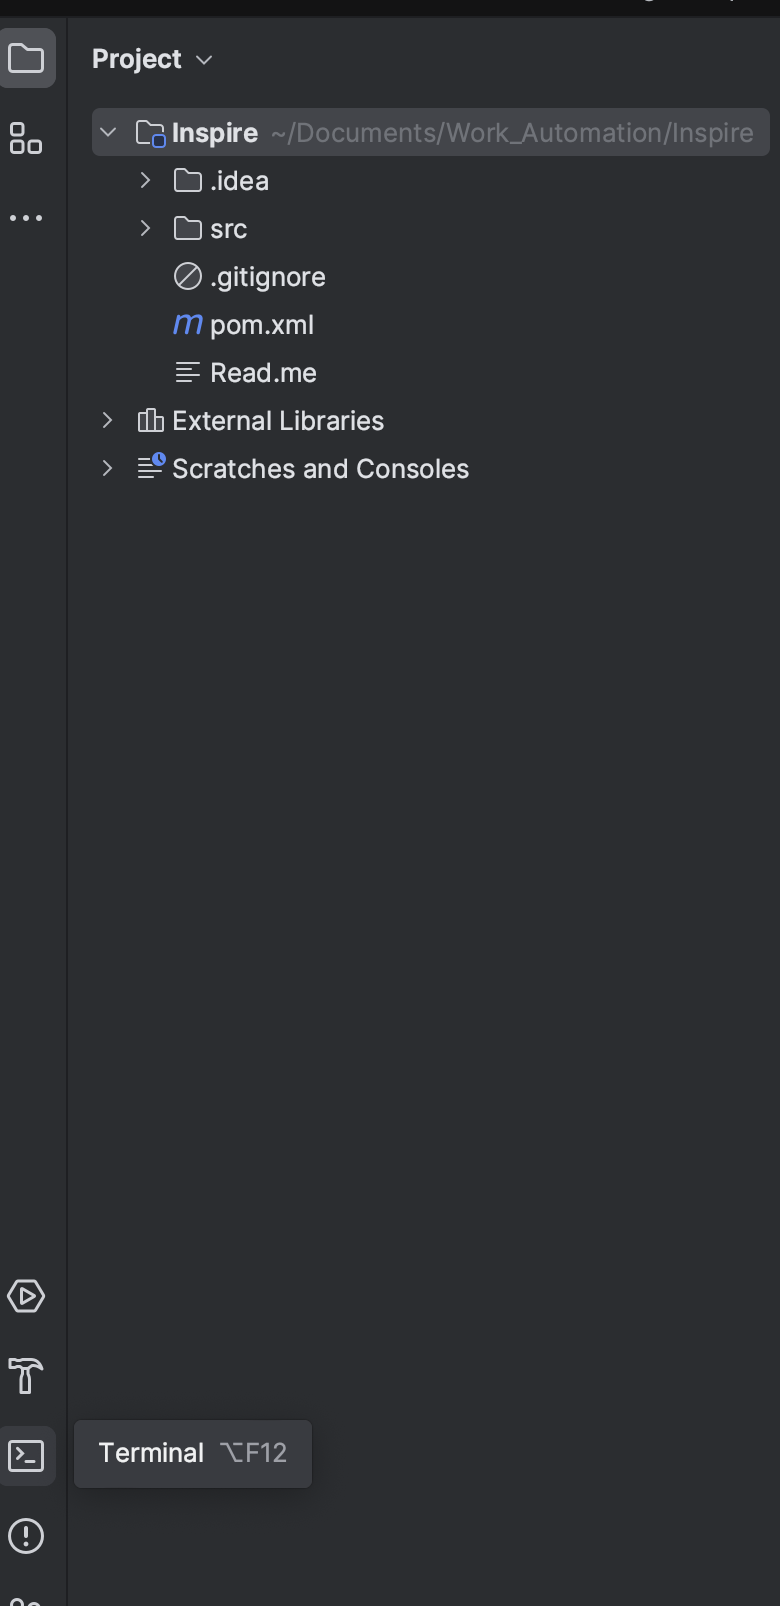 Project
Inspire ~/Documents/Work_Automation/Inspire
.idea
src
.gitignore
m pom.xml
Read.me
External Libraries
Scratches and Consoles
Terminal ⌥F12